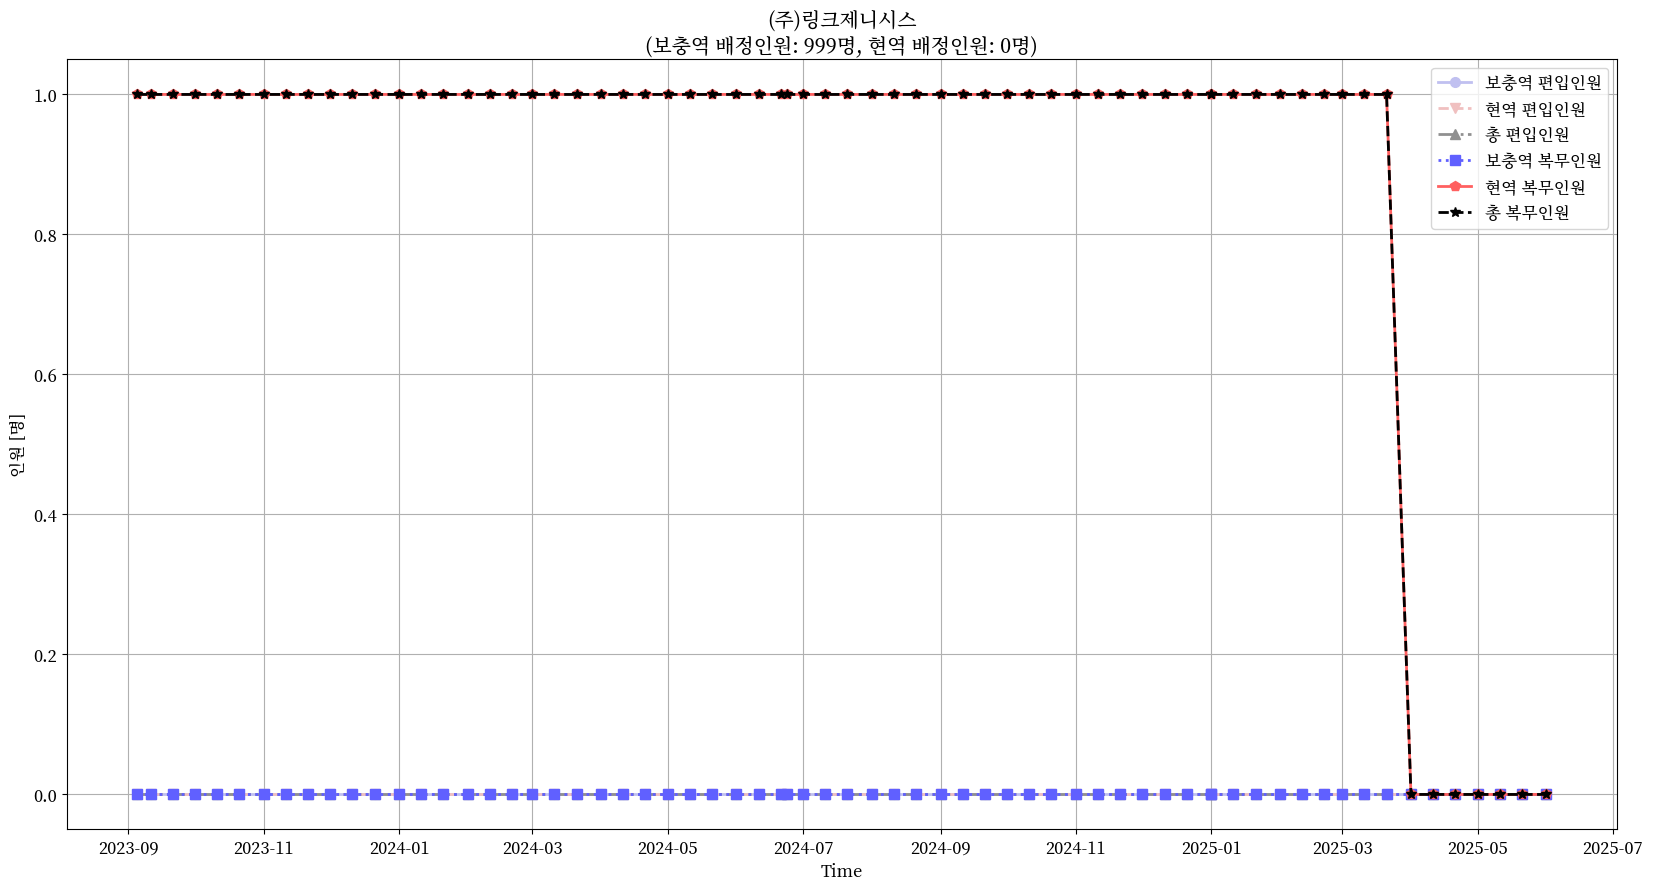 (주)링크제니시스
(보충역 배정인원: 999명, 현역 배정인원: 0명)
보충역 편입인원
현역 편입인원
총 편입인원
보충역 복무인원
현역 복무인원
총 복무인원
인원 [명]
1.0
0.8
0.6
0.4
0.2
0.0
2023-09 2023-11 2024-01 2024-03 2024-05 2024-07 2024-09 2024-11 2025-01 2025-03 2025-05 2025-07
Time